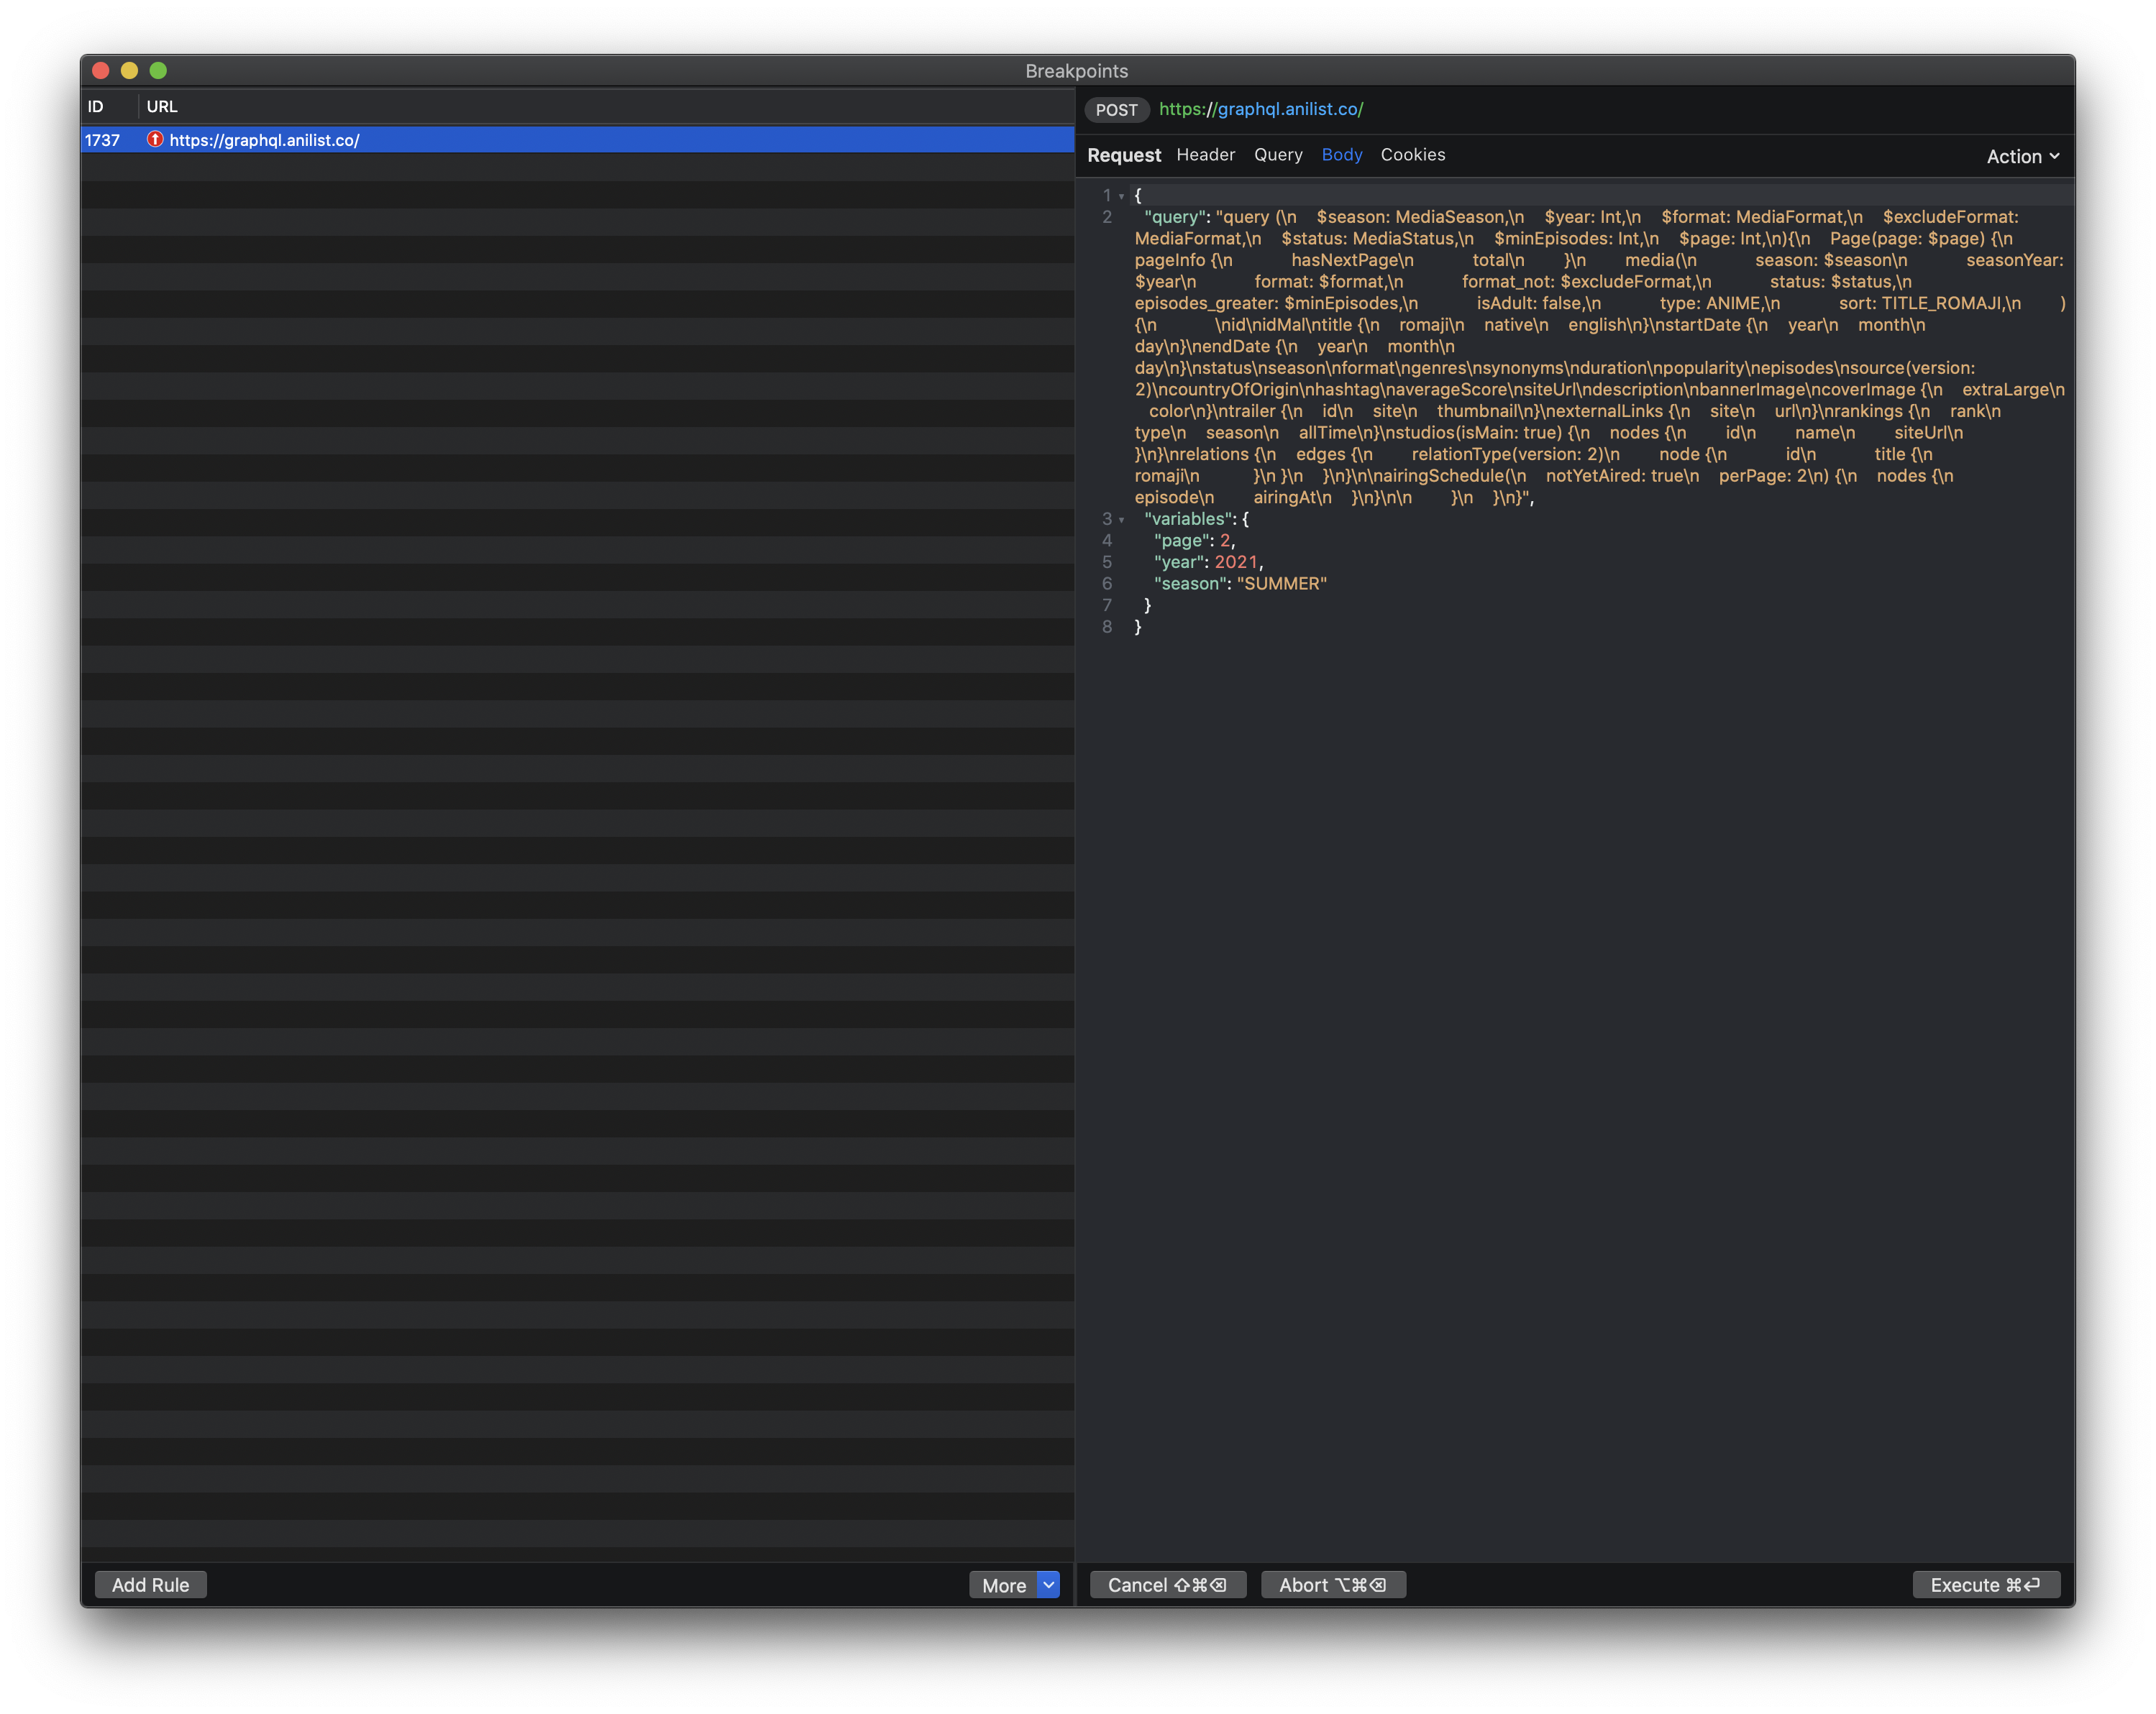 Breakpoints
ID URL
1737 https://graphql.anilist.co/
POST https://graphql.anilist.co/
Request Header Query Body Cookies Action
1 {
2 "query": "query (\n    $season: MediaSeason,\n    $year: Int,\n    $format: MediaFormat,\n    $excludeFormat:
MediaFormat,\n    $status: MediaStatus,\n    $minEpisodes: Int,\n    $page: Int,\n){\n    Page(page: $page) {\n
pageInfo {\n            hasNextPage\n            total\n        }\n        media(\n            season: $season\n            seasonYear:
$year\n            format: $format,\n            format_not: $excludeFormat,\n            status: $status,\n
episodes_greater: $minEpisodes,\n            isAdult: false,\n            type: ANIME,\n            sort: TITLE_ROMAJI,\n        )
{\n            \nid\nidMal\ntitle {\n    romaji\n    native\n    english\n}\nstartDate {\n    year\n    month\n
day\n}\nendDate {\n    year\n    month\n
day\n}\nstatus\nseason\nformat\ngenres\nsynonyms\nduration\npopularity\nepisodes\nsource(version:
2)\ncountryOfOrigin\nhashtag\naverageScore\nsiteUrl\ndescription\nbannerImage\ncoverImage {\n    extraLarge\n
color\n}\ntrailer {\n    id\n    site\n    thumbnail\n}\nexternalLinks {\n    site\n    url\n}\nrankings {\n    rank\n
type\n    season\n    allTime\n}\nstudios(isMain: true) {\n    nodes {\n        id\n        name\n        siteUrl\n
}\n}\nrelations {\n    edges {\n        relationType(version: 2)\n        node {\n            id\n            title {\n
romaji\n            }\n }\n    }\n}\n\nairingSchedule(\n    notYetAired: true\n    perPage: 2\n) {\n    nodes {\n
episode\n        airingAt\n    }\n}\n\n        }\n    }\n}",
3 "variables": {
4 "page": 2,
5 "year": 2021,
6 "season": "SUMMER"
7 }
8 }
Add Rule More Cancel ⇧⌘⌫ Abort ⌥⌘⌫ Execute ⌘↩